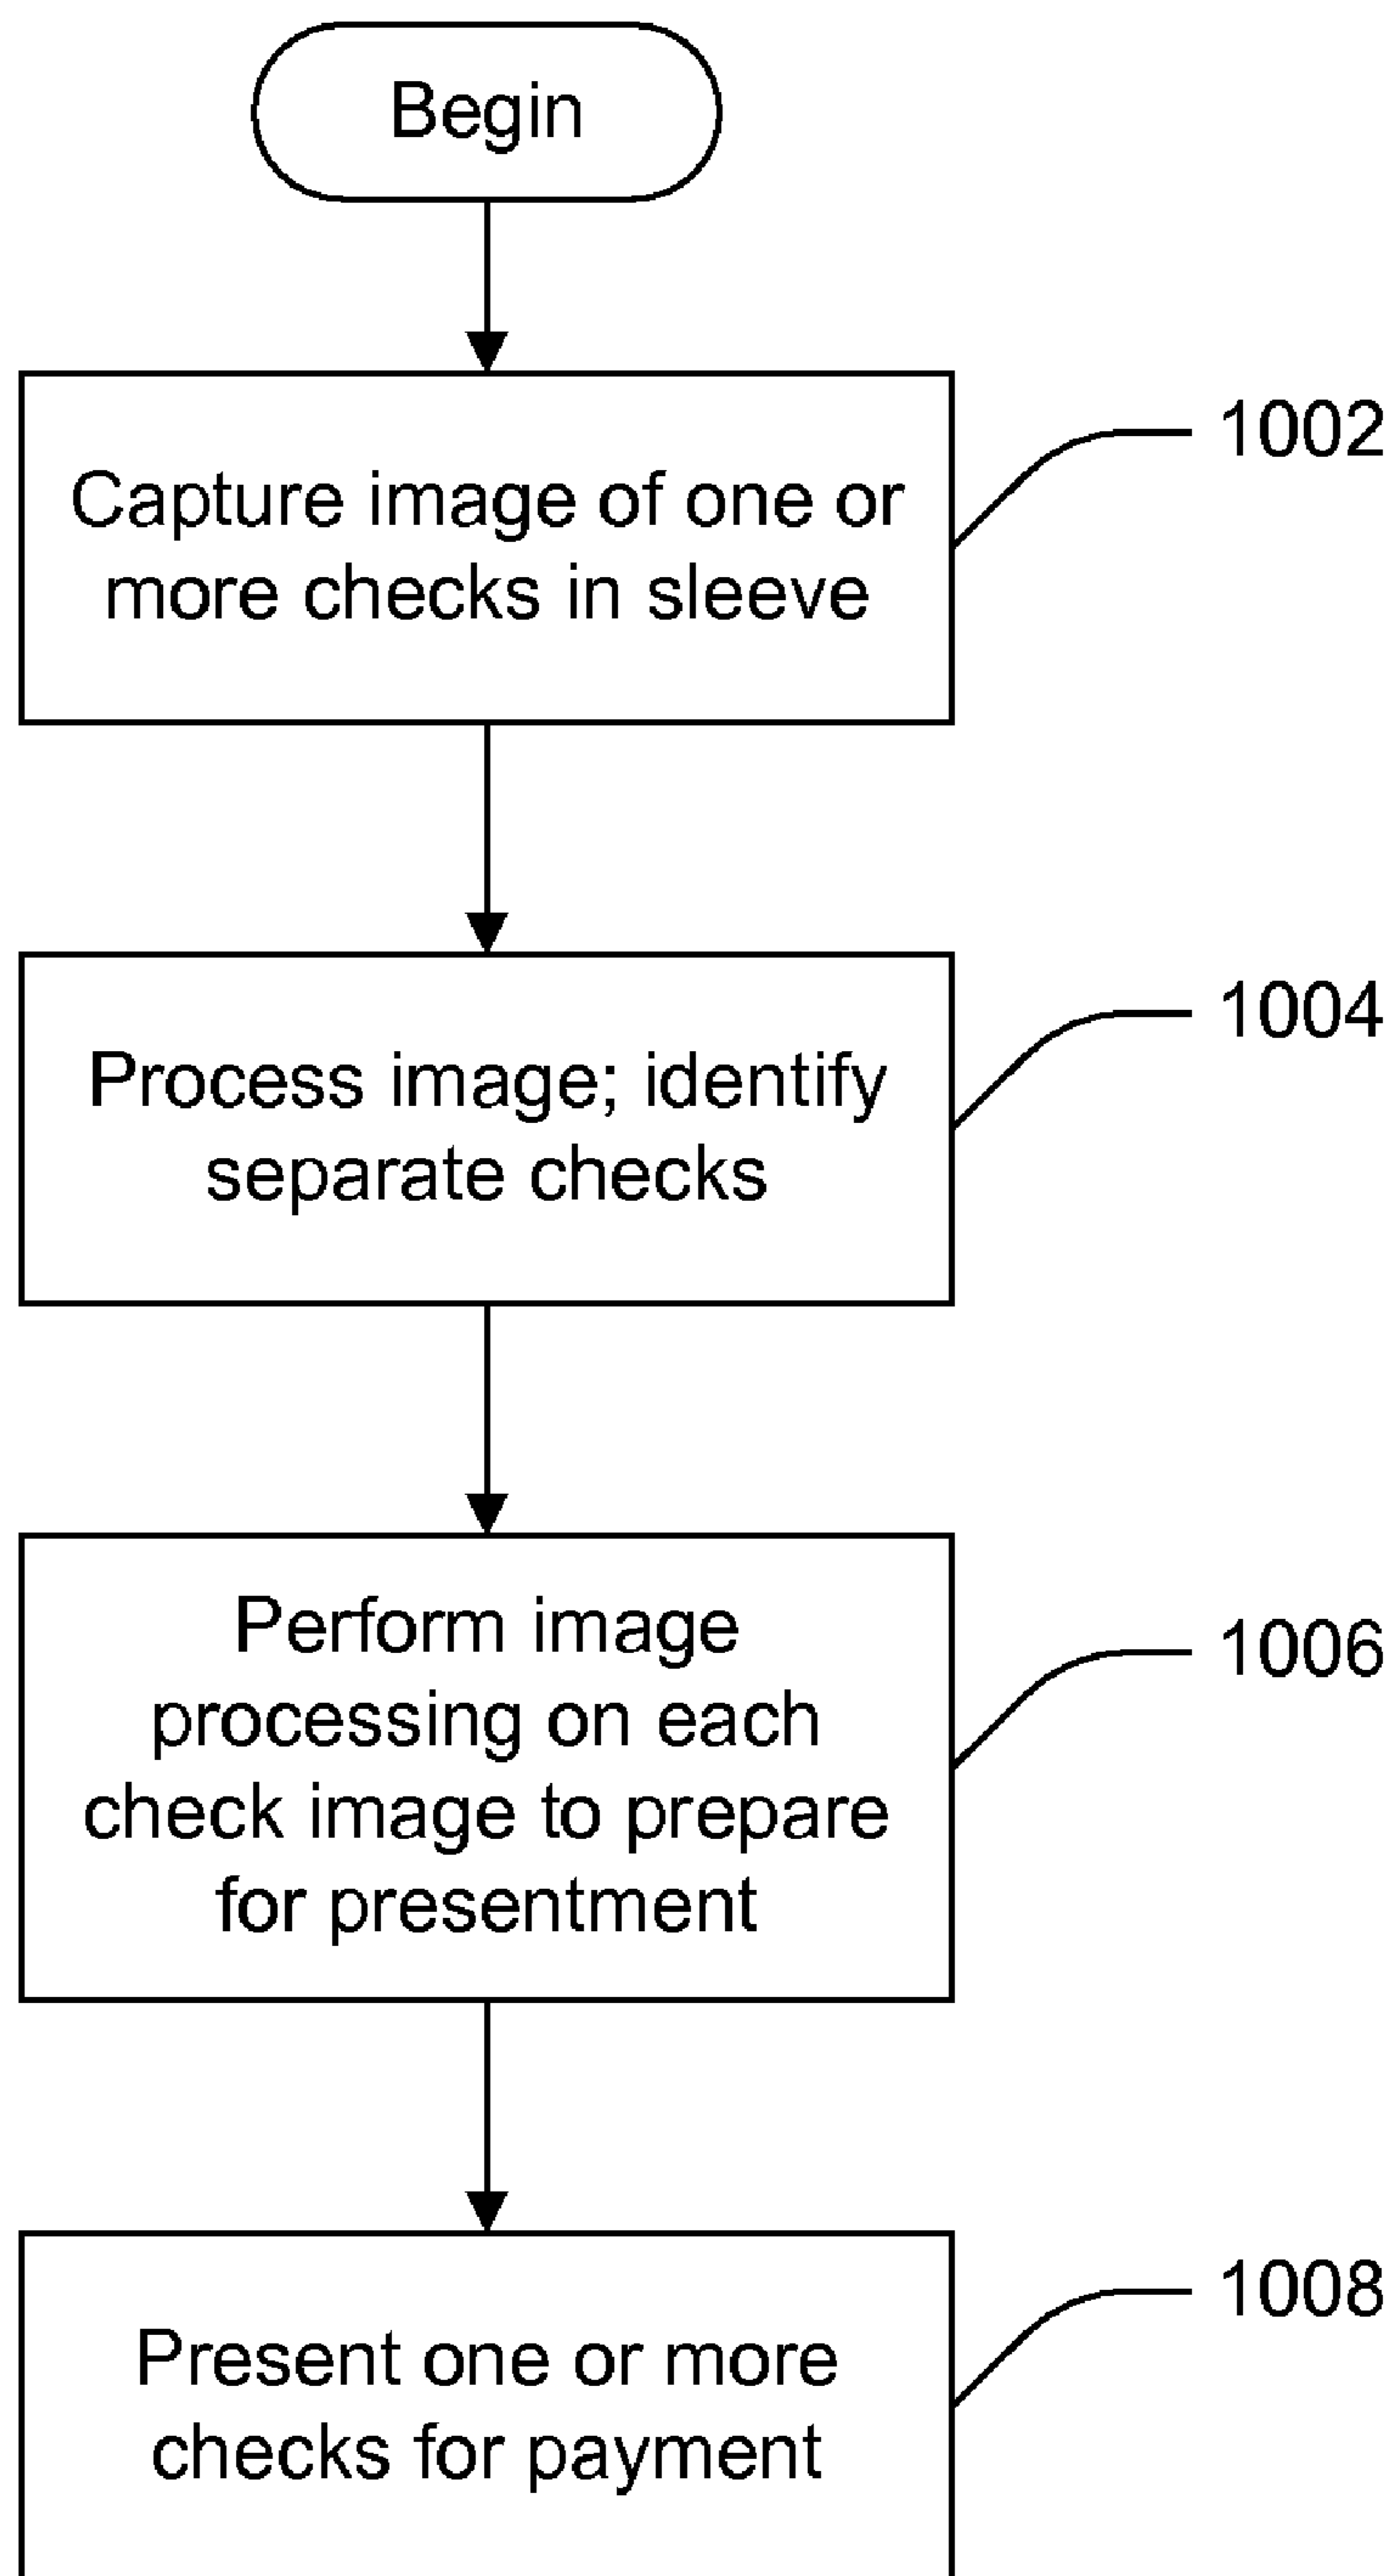 Begin
Capture image of one or
more checks in sleeve
1002
Process image; identify
separate checks
1004
Perform image
processing on each
check image to prepare
for presentment
1006
Present one or more
checks for payment
1008